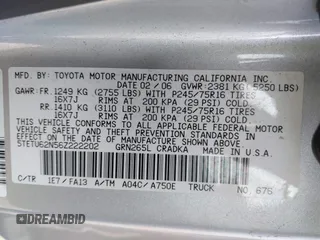 MFD. BY: TOYOTA MOTOR MANUFACTURING CALIFORNIA INC.
DATE 02 / 06 GVWR: 2381 KG (5250 LBS)
GAWR: FR. 1249 KG (2755 LBS) WITH P245/75R16 TIRES
16X7J RIMS AT 200 KPA (29 PSI) COLD
RR. 1410 KG (3110 LBS) WITH P245/75R16 TIRES
16X7J RIMS AT 200 KPA (29 PSI) COLD.
THIS VEHICLE CONFORMS TO ALL APPLICABLE
FEDERAL MOTOR VEHICLE SAFETY STANDARDS IN
EFFECT ON THE DATE OF MANUFACTURE SHOWN ABOVE.
5TETU62N56Z222202 GRN265L CRADKA MADE IN U.S.A.
C/TR 1E7 / FA13 A/TM A04C / A750E TRUCK NO. 676
OtoBidMaster